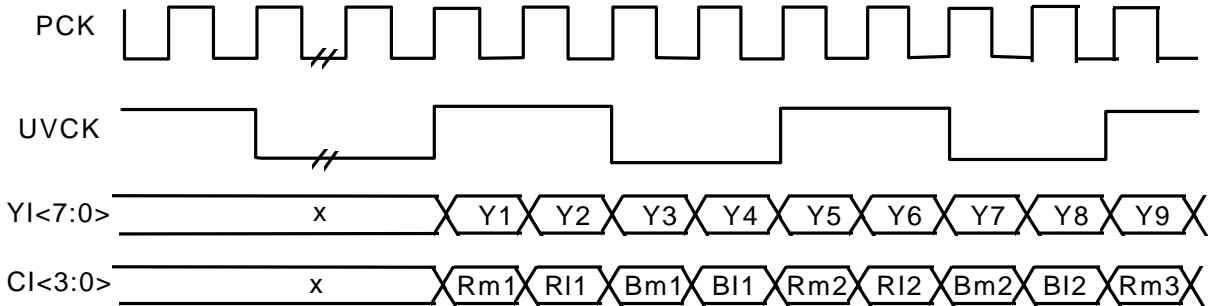 PCK
UVCK
YI<7:0> x Y1 Y2 Y3 Y4 Y5 Y6 Y7 Y8 Y9
CI<3:0> x Rm1 Rl1 Bm1 Bl1 Rm2 Rl2 Bm2 Bl2 Rm3